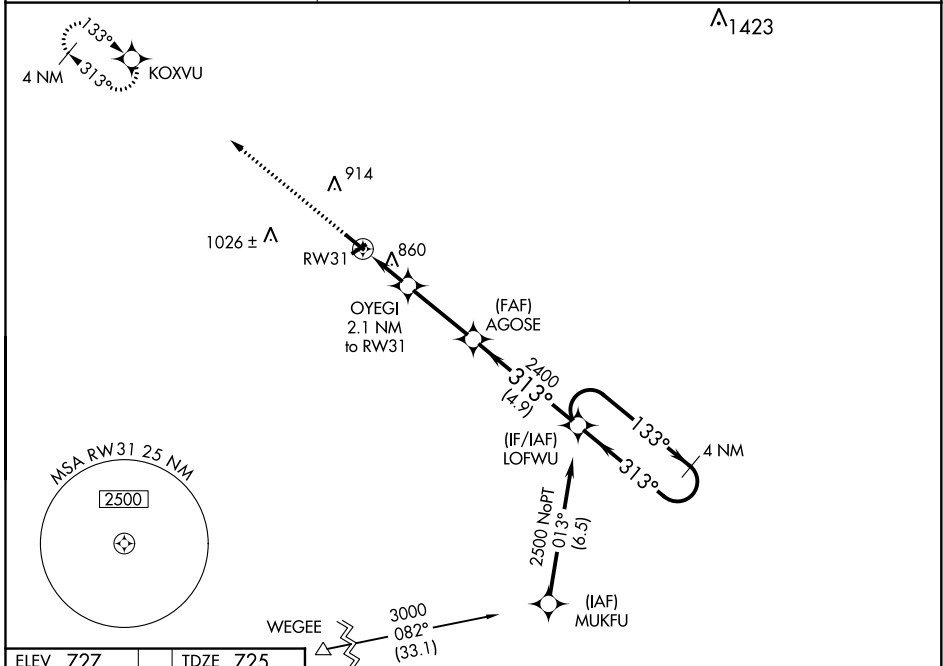 1423
133°
313°
4 NM
KOXVU
914
1026 ±
RW31
860
OYEGI
2.1 NM
to RW31
(FAF)
AGOSE
2400
313°
(4.9)
(IF/IAF)
LOFWU
133°
313°
4 NM
MSA RW31 25 NM
2500
2500 NoPT
013°
(6.5)
(IAF)
MUKFU
WEGEE
3000
082°
(33.1)
ELEV 727
TDZE 725